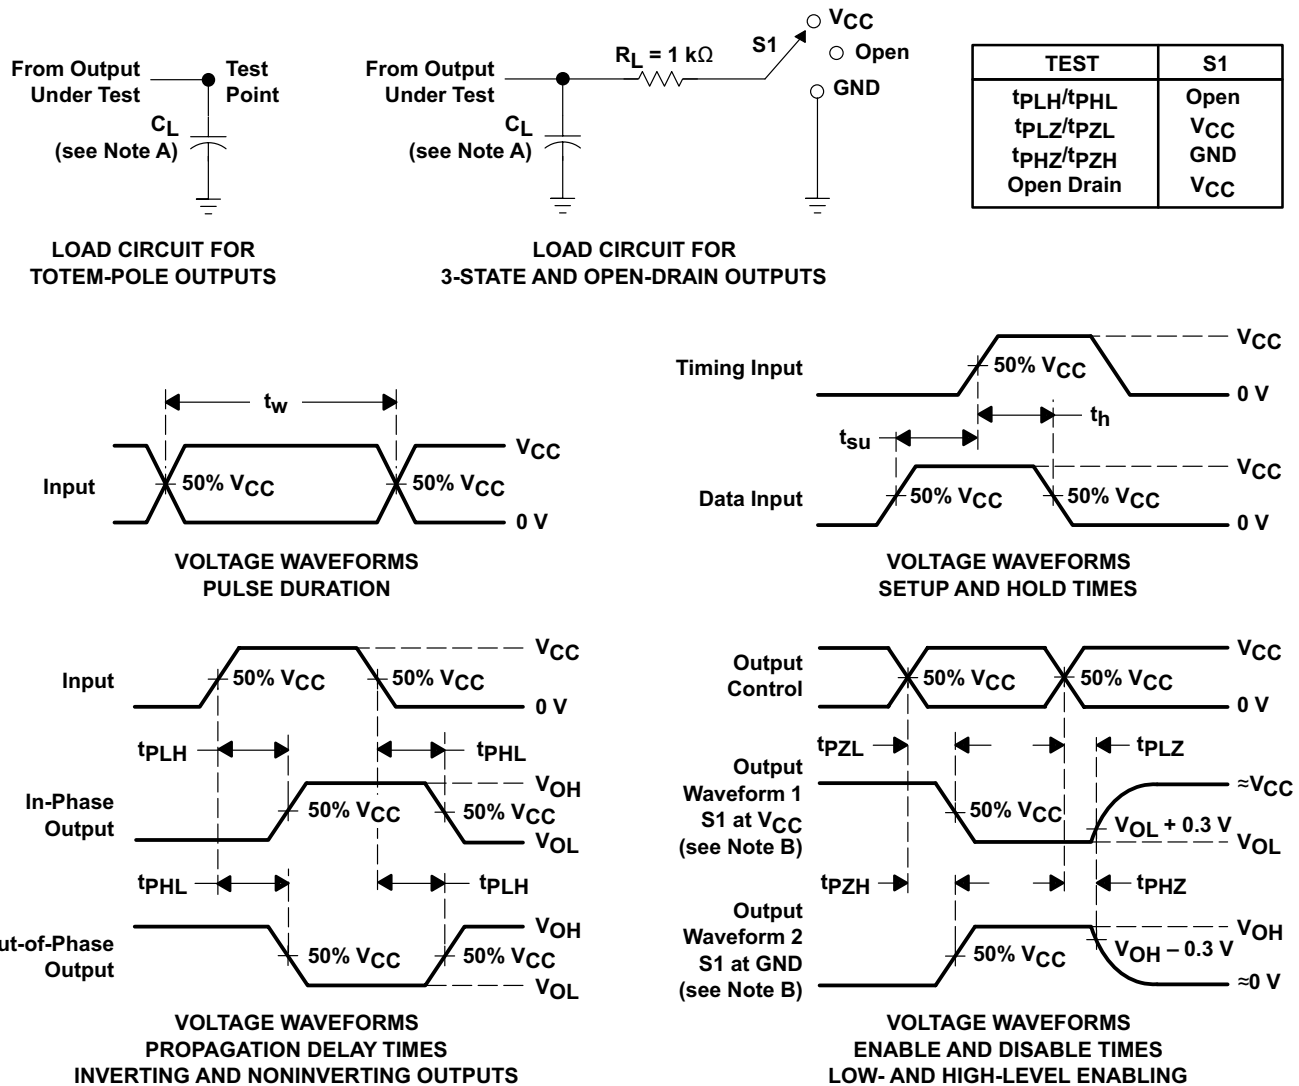 From Output
Under Test
Test
Point
CL
(see Note A)
LOAD CIRCUIT FOR
TOTEM-POLE OUTPUTS
From Output
Under Test
RL = 1 kΩ
S1
VCC
Open
GND
CL
(see Note A)
LOAD CIRCUIT FOR
3-STATE AND OPEN-DRAIN OUTPUTS
TEST S1
tPLH/tPHL Open
tPLZ/tPZL VCC
tPHZ/tPZH GND
Open Drain VCC
tw
Input
50% VCC
50% VCC
VCC
0 V
VOLTAGE WAVEFORMS
PULSE DURATION
Timing Input
50% VCC
VCC
0 V
th
tsu
Data Input
50% VCC
50% VCC
VCC
0 V
VOLTAGE WAVEFORMS
SETUP AND HOLD TIMES
Input
50% VCC
50% VCC
VCC
0 V
tPLH
tPHL
In-Phase
Output
50% VCC
50% VCC
VOH
VOL
tPHL
tPLH
ut-of-Phase
Output
50% VCC
50% VCC
VOH
VOL
VOLTAGE WAVEFORMS
PROPAGATION DELAY TIMES
INVERTING AND NONINVERTING OUTPUTS
Output
Control
50% VCC
50% VCC
VCC
0 V
tPZL
tPLZ
Output
Waveform 1
S1 at VCC
(see Note B)
50% VCC
≈VCC
VOL + 0.3 V
VOL
tPZH
tPHZ
Output
Waveform 2
S1 at GND
(see Note B)
50% VCC
VOH
VOH – 0.3 V
≈0 V
VOLTAGE WAVEFORMS
ENABLE AND DISABLE TIMES
LOW- AND HIGH-LEVEL ENABLING